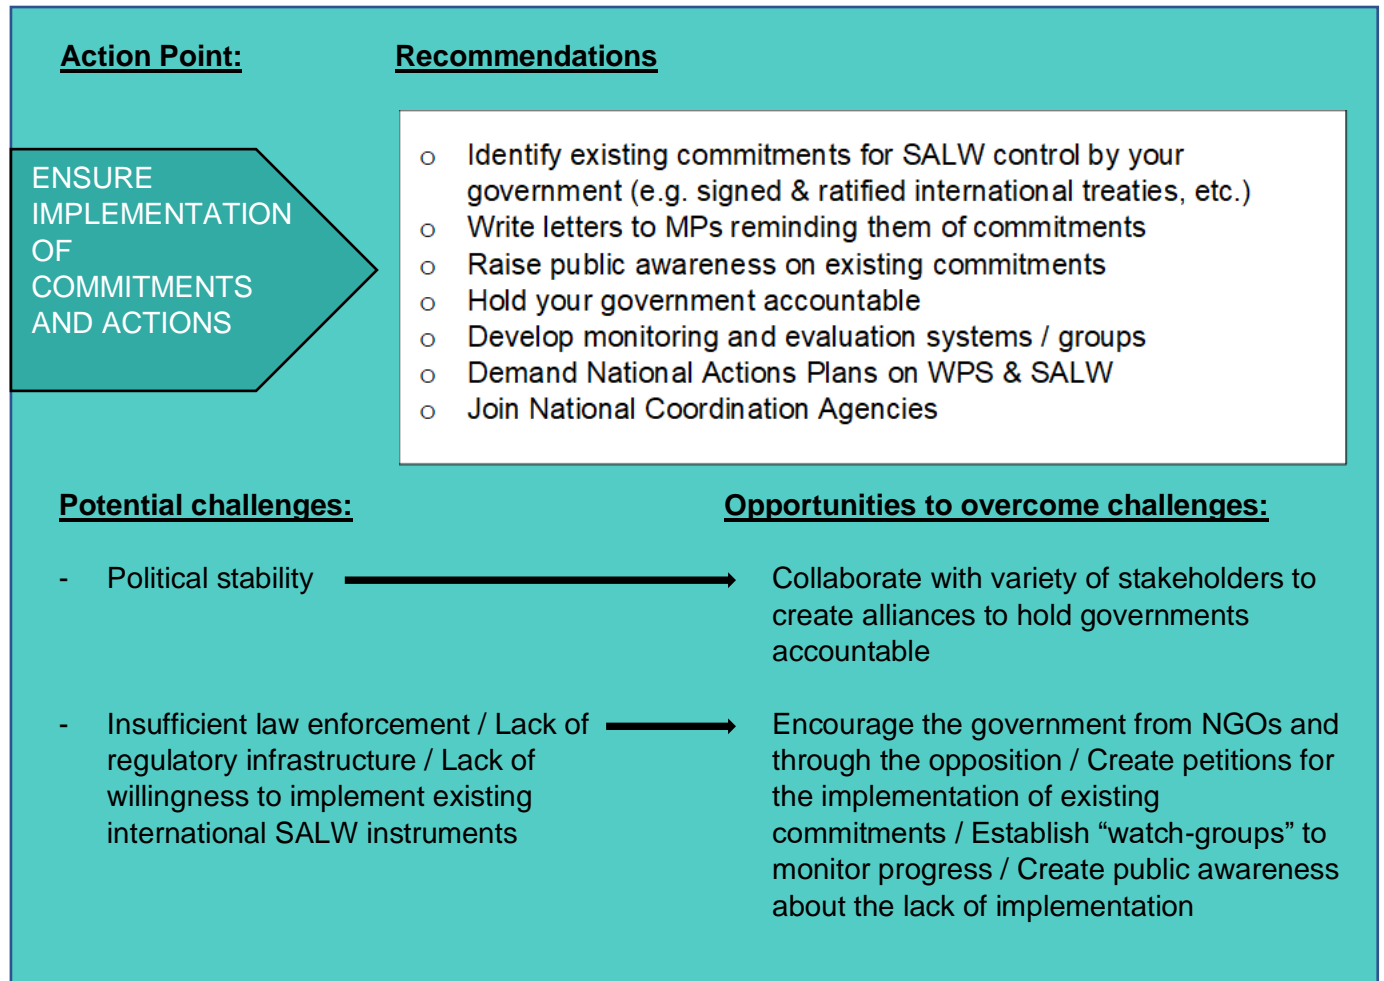 Action Point:
Recommendations
ENSURE
IMPLEMENTATION
OF
COMMITMENTS
AND ACTIONS
o Identify existing commitments for SALW control by your
government (e.g. signed & ratified international treaties, etc.)
o Write letters to MPs reminding them of commitments
o Raise public awareness on existing commitments
o Hold your government accountable
o Develop monitoring and evaluation systems / groups
o Demand National Actions Plans on WPS & SALW
o Join National Coordination Agencies
Potential challenges:
Opportunities to overcome challenges:
- Political stability
Collaborate with variety of stakeholders to
create alliances to hold governments
accountable
- Insufficient law enforcement / Lack of
regulatory infrastructure / Lack of
willingness to implement existing
international SALW instruments
Encourage the government from NGOs and
through the opposition / Create petitions for
the implementation of existing
commitments / Establish “watch-groups” to
monitor progress / Create public awareness
about the lack of implementation